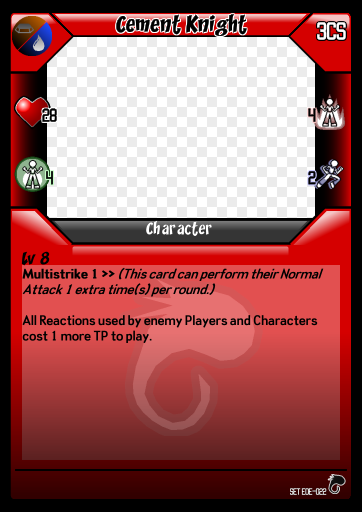 Cement Knight
3CS
28
4
4
2
Character
Lv 8
Multistrike 1 >> (This card can perform their Normal
Attack 1 extra time(s) per round.)
All Reactions used by enemy Players and Characters
cost 1 more TP to play.
SET EDE-022